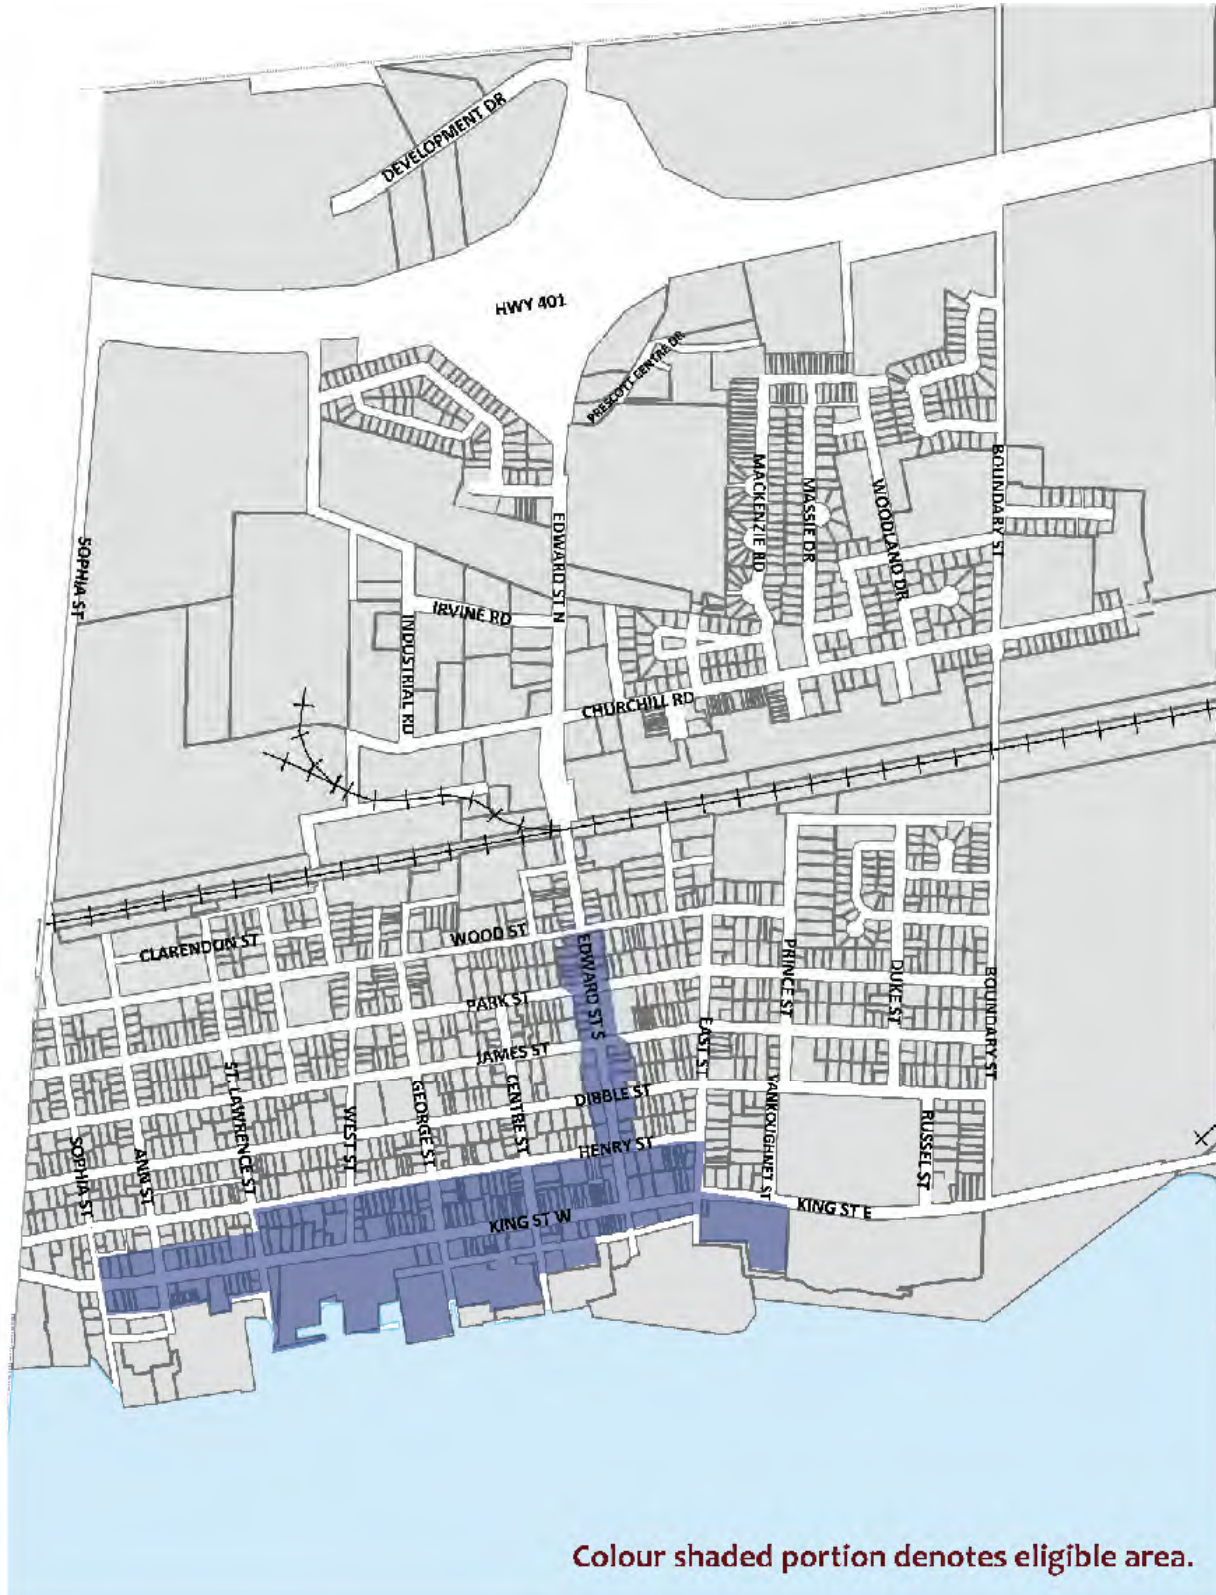 DEVELOPMENT DR
HWY 401
PRESCOTT CENTRE DR
SOPHIA ST
EDWARD ST N
MACKENZIE RD
MASSIE DR
WOODLAND DR
BOUNDARY ST
IRVINE RD
INDUSTRIAL RD
CHURCHILL RD
CLARENDON ST
WOOD ST
EDWARD ST S
PRINCE ST
DUKE ST
BOUNDARY ST
PARK ST
JAMES ST
EAST ST
ST. LAWRENCE ST
WEST ST
GEORGE ST
CENTRE ST
DIBBLE ST
VANKOUGHNET ST
RUSSEL ST
SOPHIA ST
ANN ST
HENRY ST
KING ST W
KING ST E
Colour shaded portion denotes eligible area.